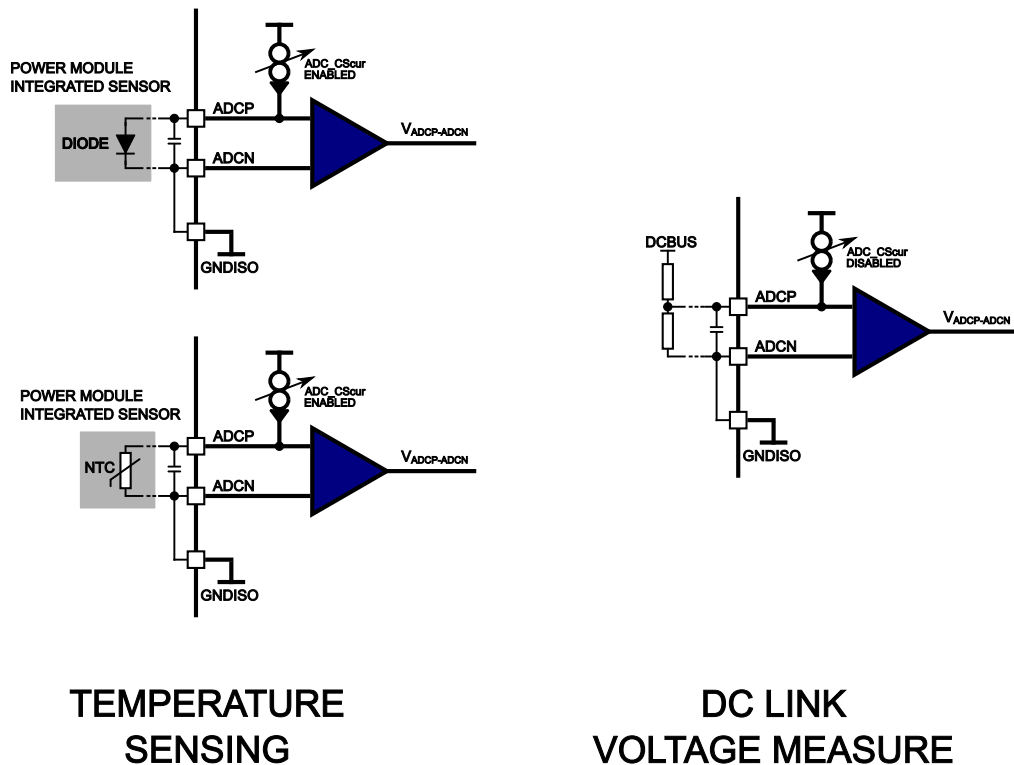 POWER MODULE
INTEGRATED SENSOR
DIODE
ADC_CScur
ENABLED
ADCP
ADCN
VADCP-ADCN
GNDISO
POWER MODULE
INTEGRATED SENSOR
NTC
ADC_CScur
ENABLED
ADCP
ADCN
VADCP-ADCN
GNDISO
TEMPERATURE
SENSING
DCBUS
ADC_CScur
DISABLED
ADCP
ADCN
VADCP-ADCN
GNDISO
DC LINK
VOLTAGE MEASURE